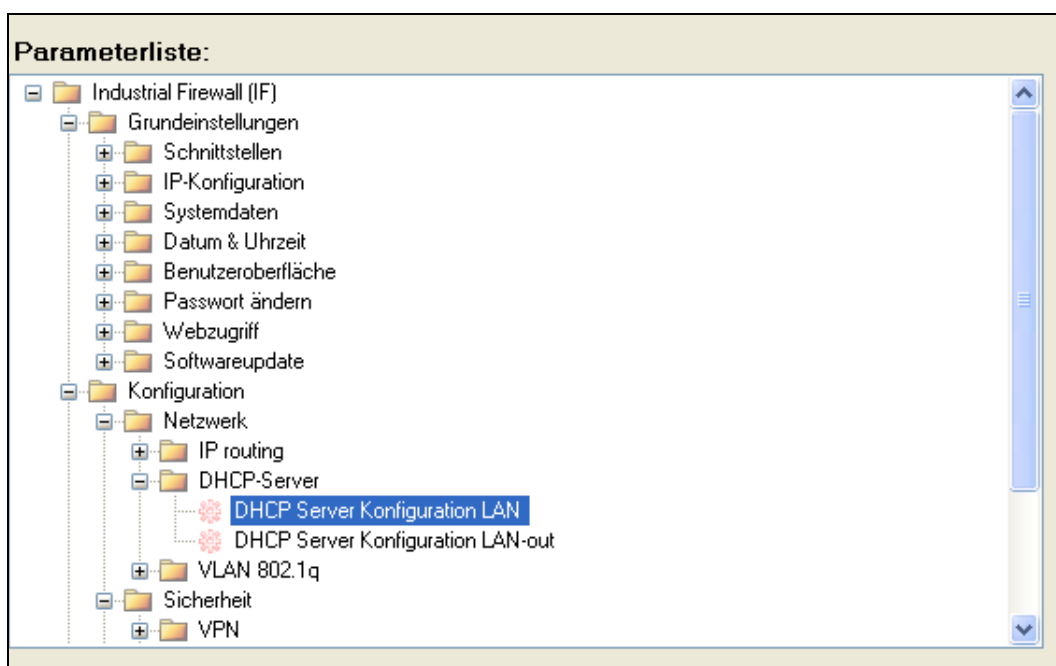 Parameterliste:
Industrial Firewall (IF)
Grundeinstellungen
Schnittstellen
IP-Konfiguration
Systemdaten
Datum & Uhrzeit
Benutzeroberfläche
Passwort ändern
Webzugriff
Softwareupdate
Konfiguration
Netzwerk
IP routing
DHCP-Server
DHCP Server Konfiguration LAN
DHCP Server Konfiguration LAN-out
VLAN 802.1q
Sicherheit
VPN